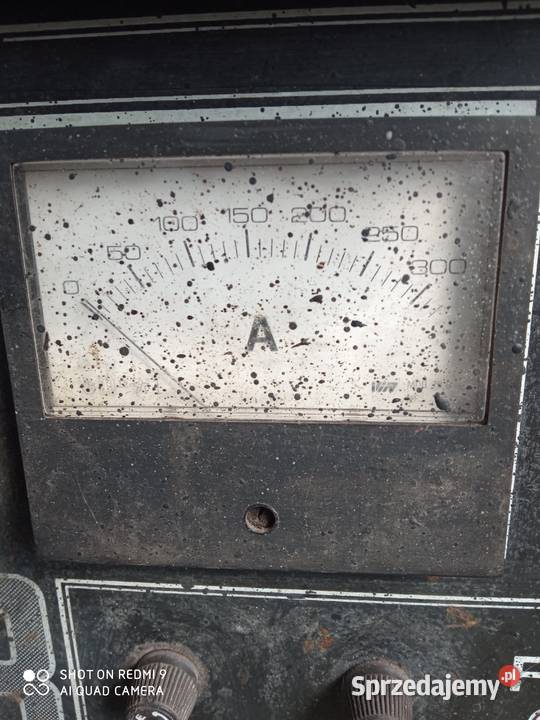 0 50 100 150 200 250 300
A
SHOT ON REDMI 9
AI QUAD CAMERA
Sprzedajemy.pl